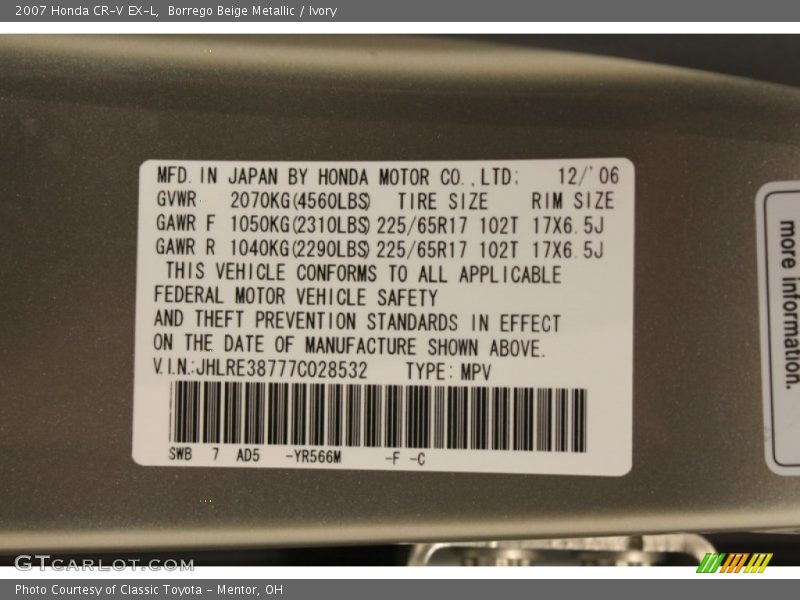 2007 Honda CR-V EX-L,  Borrego Beige Metallic / Ivory
MFD. IN JAPAN BY HONDA MOTOR CO., LTD: 12/'06
GVWR 2070KG(4560LBS) TIRE SIZE RIM SIZE
GAWR F 1050KG(2310LBS) 225/65R17 102T 17X6.5J
GAWR R 1040KG(2290LBS) 225/65R17 102T 17X6.5J
THIS VEHICLE CONFORMS TO ALL APPLICABLE
FEDERAL MOTOR VEHICLE SAFETY
AND THEFT PREVENTION STANDARDS IN EFFECT
ON THE DATE OF MANUFACTURE SHOWN ABOVE.
V.I.N.:JHLRE38777C028532 TYPE: MPV
SWB 7 AD5 -YR566M -F -C
more information.
GTCARLOT.COM
Photo Courtesy of Classic Toyota - Mentor, OH